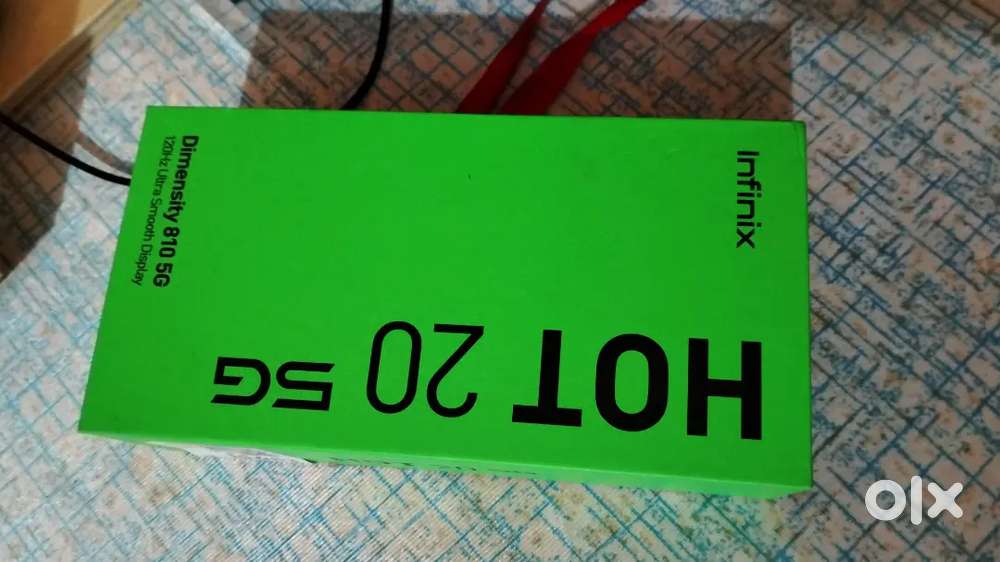 Infinix
HOT 20 5G
Dimensity 810 5G
120Hz Ultra Smooth Display
olx